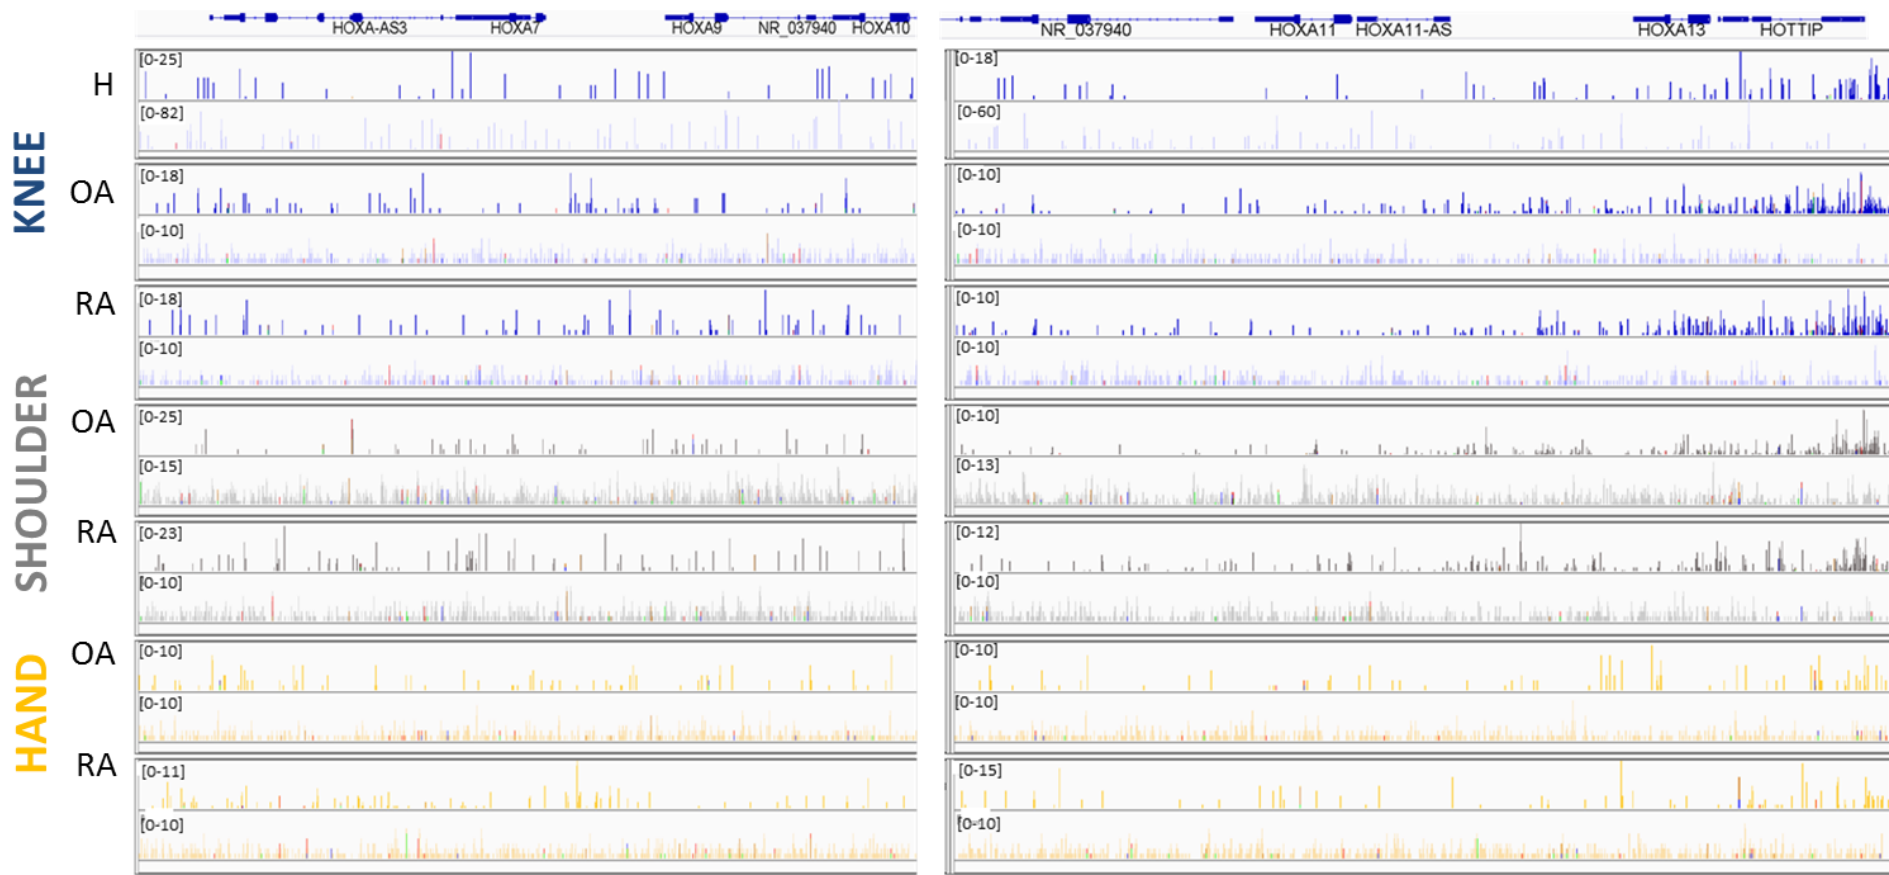 HOXA-AS3 HOXA7 HOXA9 NR_037940 HOXA10 NR_037940 HOXA11 HOXA11-AS HOXA13 HOTTIP
KNEE
H
[0-25] [0-18]
[0-82] [0-60]
OA
[0-18] [0-10]
[0-10] [0-10]
RA
[0-18] [0-10]
[0-10] [0-10]
SHOULDER
OA
[0-25] [0-10]
[0-15] [0-13]
RA
[0-23] [0-12]
[0-10] [0-10]
HAND
OA
[0-10] [0-10]
[0-10] [0-10]
RA
[0-11] [0-15]
[0-10] [0-10]